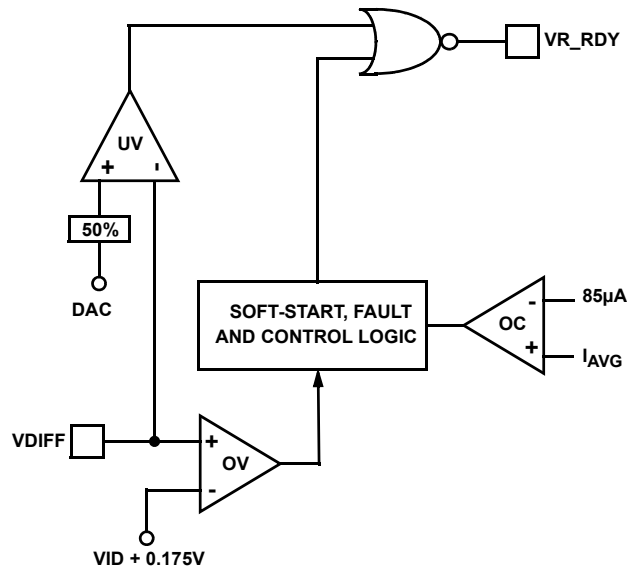 VR_RDY
UV
+ -
50%
DAC
SOFT-START, FAULT
AND CONTROL LOGIC
- 85µA
OC
+ IAVG
VDIFF
+
OV
-
VID + 0.175V